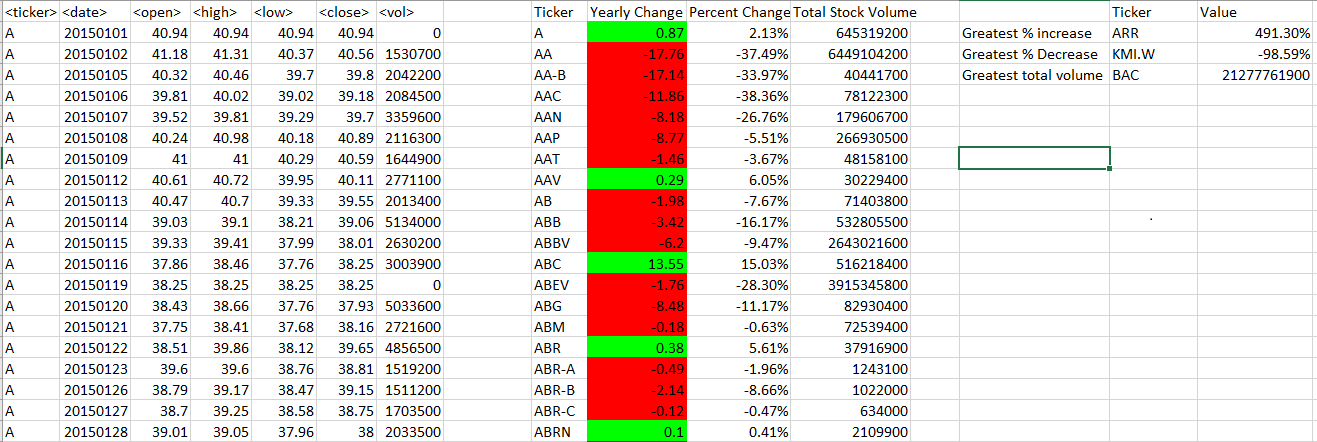 <ticker> <date> <open> <high> <low> <close> <vol> Ticker Yearly Change Percent Change Total Stock Volume Ticker Value
A 20150101 40.94 40.94 40.94 40.94 0 A 0.87 2.13% 645319200 Greatest % increase ARR 491.30%
A 20150102 41.18 41.31 40.37 40.56 1530700 AA -17.76 -37.49% 6449104200 Greatest % Decrease KMI.W -98.59%
A 20150105 40.32 40.46 39.7 39.8 2042200 AA-B -17.14 -33.97% 40441700 Greatest total volume BAC 21277761900
A 20150106 39.81 40.02 39.02 39.18 2084500 AAC -11.86 -38.36% 78122300
A 20150107 39.52 39.81 39.29 39.7 3359600 AAN -8.18 -26.76% 179606700
A 20150108 40.24 40.98 40.18 40.89 2116300 AAP -8.77 -5.51% 266930500
A 20150109 41 41 40.29 40.59 1644900 AAT -1.46 -3.67% 48158100
A 20150112 40.61 40.72 39.95 40.11 2771100 AAV 0.29 6.05% 30229400
A 20150113 40.47 40.7 39.33 39.55 2013400 AB -1.98 -7.67% 71403800
A 20150114 39.03 39.1 38.21 39.06 5134000 ABB -3.42 -16.17% 532805500
A 20150115 39.33 39.41 37.99 38.01 2630200 ABBV -6.2 -9.47% 2643021600
A 20150116 37.86 38.46 37.76 38.25 3003900 ABC 13.55 15.03% 516218400
A 20150119 38.25 38.25 38.25 38.25 0 ABEV -1.76 -28.30% 3915345800
A 20150120 38.43 38.66 37.76 37.93 5033600 ABG -8.48 -11.17% 82930400
A 20150121 37.75 38.41 37.68 38.16 2721600 ABM -0.18 -0.63% 72539400
A 20150122 38.51 39.86 38.12 39.65 4856500 ABR 0.38 5.61% 37916900
A 20150123 39.6 39.6 38.76 38.81 1519200 ABR-A -0.49 -1.96% 1243100
A 20150126 38.79 39.17 38.47 39.15 1511200 ABR-B -2.14 -8.66% 1022000
A 20150127 38.7 39.25 38.58 38.75 1703500 ABR-C -0.12 -0.47% 634000
A 20150128 39.01 39.05 37.96 38 2033500 ABRN 0.1 0.41% 2109900